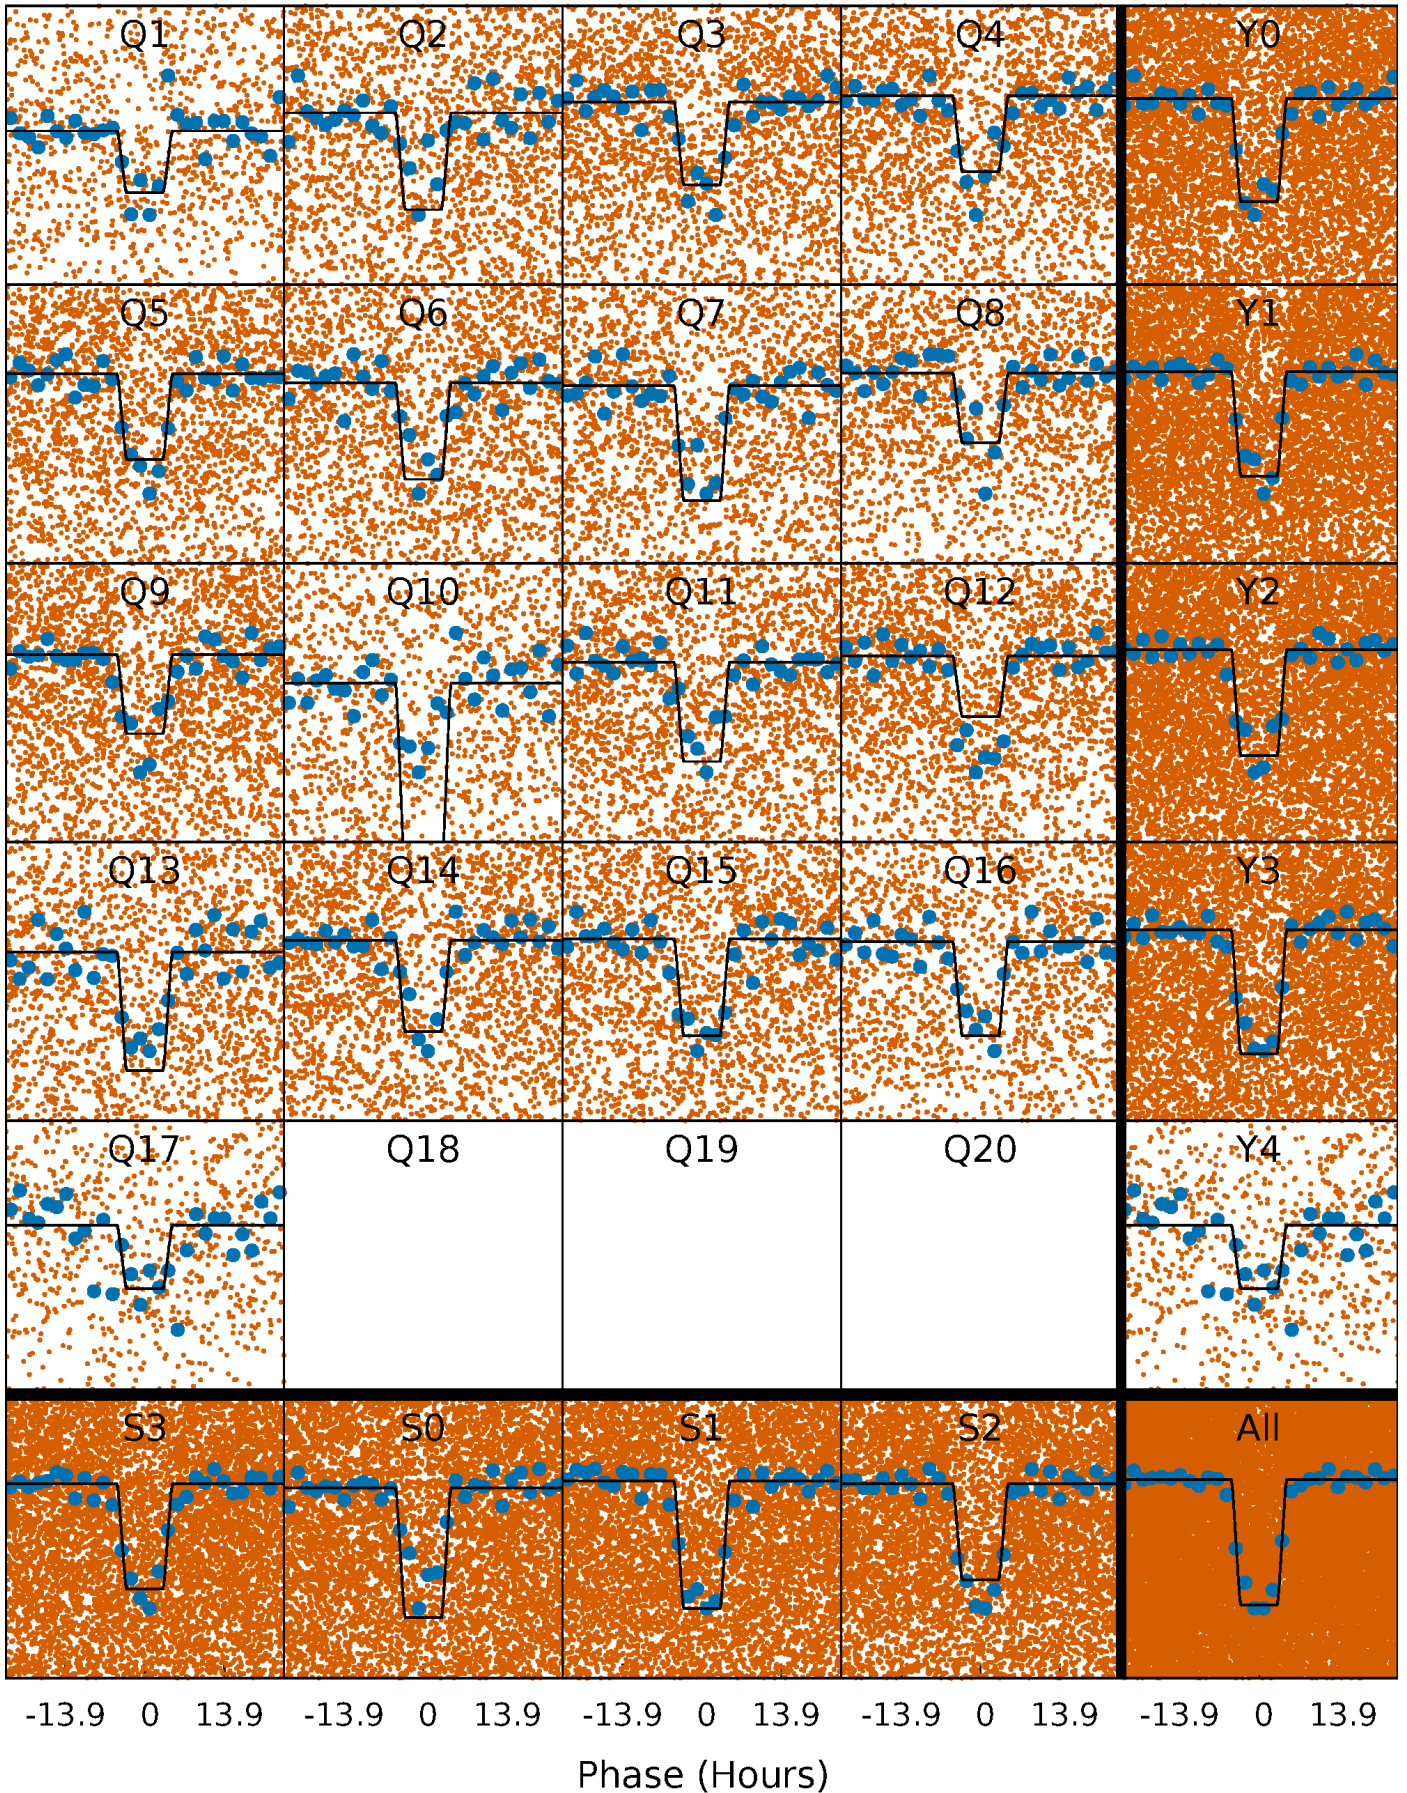 Q1 Q2 Q3 Q4 Y0
Q5 Q6 Q7 Q8 Y1
Q9 Q10 Q11 Q12 Y2
Q13 Q14 Q15 Q16 Y3
Q17 Q18 Q19 Q20 Y4
S3 S0 S1 S2 All
-13.9 0 13.9 -13.9 0 13.9 -13.9 0 13.9 -13.9 0 13.9 -13.9 0 13.9
Phase (Hours)